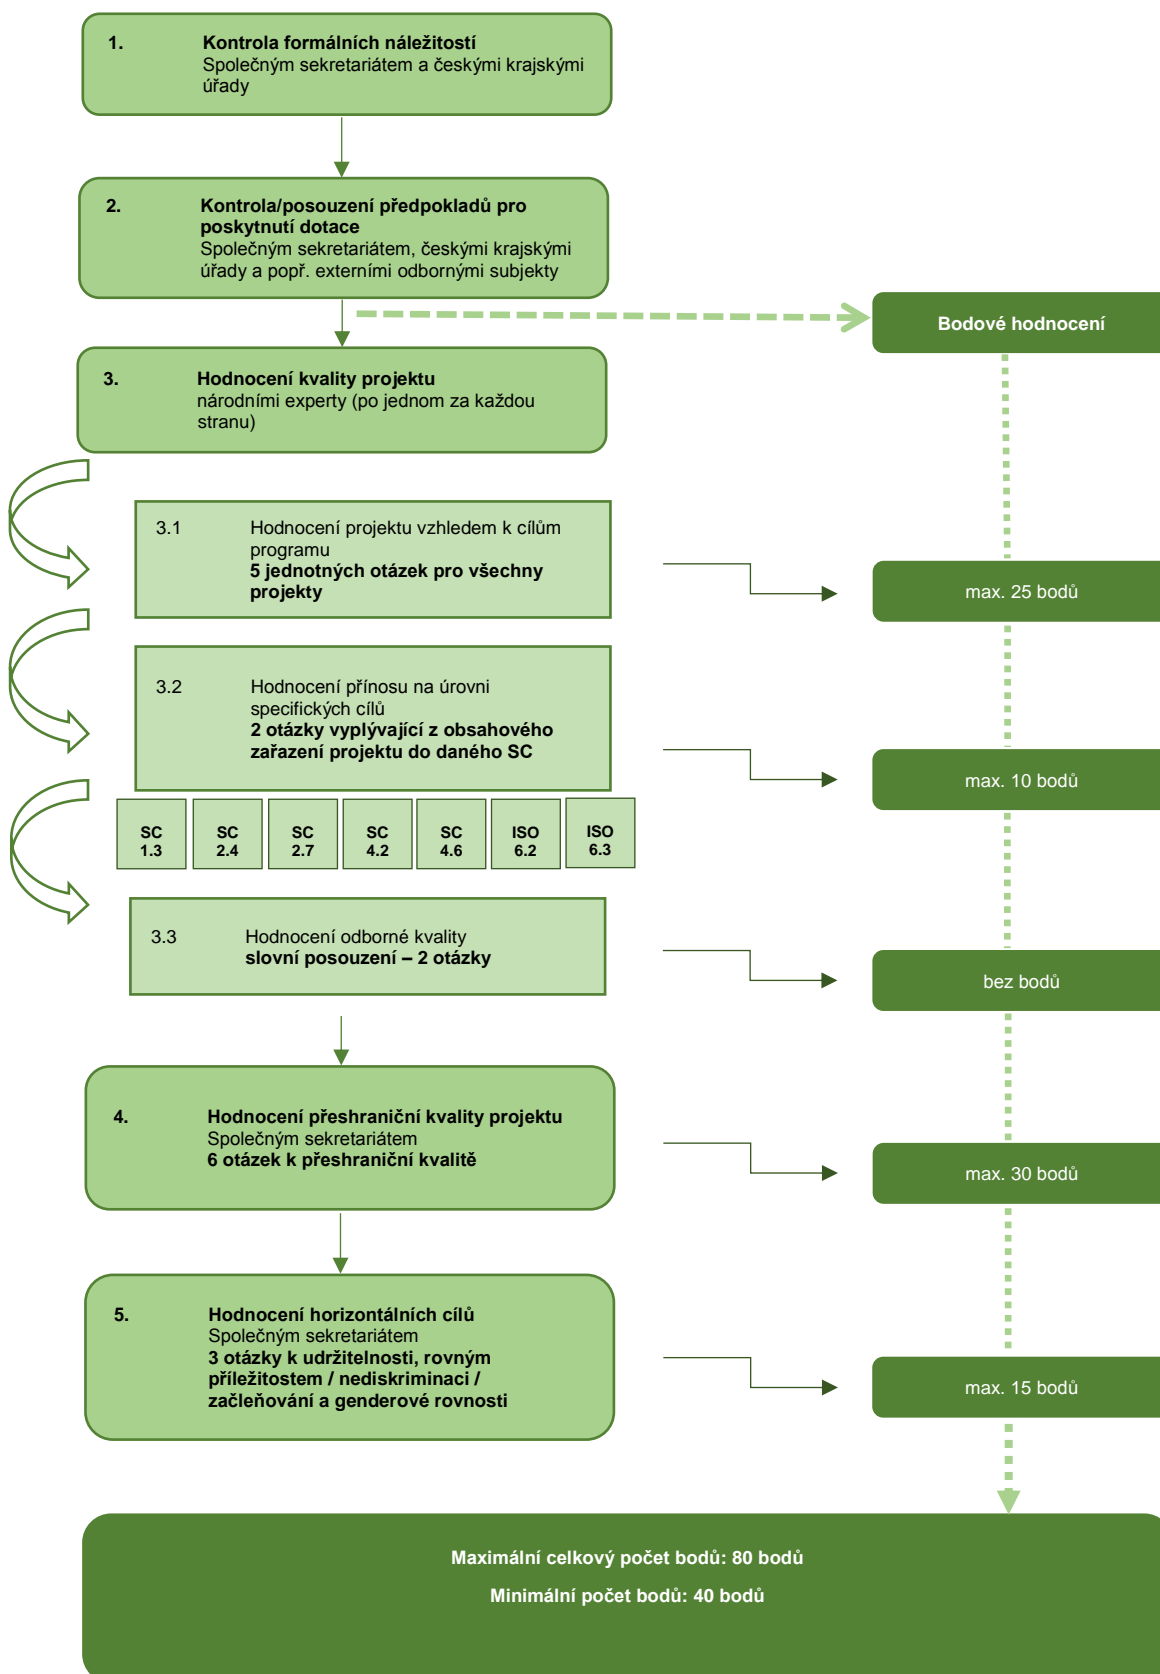 1. Kontrola formálních náležitostí
Společným sekretariátem a českými krajskými
úřady
2. Kontrola/posouzení předpokladů pro
poskytnutí dotace
Společným sekretariátem, českými krajskými
úřady a popř. externími odbornými subjekty
Bodové hodnocení
3. Hodnocení kvality projektu
národními experty (po jednom za každou
stranu)
3.1 Hodnocení projektu vzhledem k cílům
programu
5 jednotných otázek pro všechny
projekty
max. 25 bodů
3.2 Hodnocení přínosu na úrovni
specifických cílů
2 otázky vyplývající z obsahového
zařazení projektu do daného SC
max. 10 bodů
SC
1.3
SC
2.4
SC
2.7
SC
4.2
SC
4.6
ISO
6.2
ISO
6.3
3.3 Hodnocení odborné kvality
slovní posouzení – 2 otázky
bez bodů
4. Hodnocení přeshraniční kvality projektu
Společným sekretariátem
6 otázek k přeshraniční kvalitě
max. 30 bodů
5. Hodnocení horizontálních cílů
Společným sekretariátem
3 otázky k udržitelnosti, rovným
příležitostem / nediskriminaci /
začleňování a genderové rovnosti
max. 15 bodů
Maximální celkový počet bodů: 80 bodů
Minimální počet bodů: 40 bodů